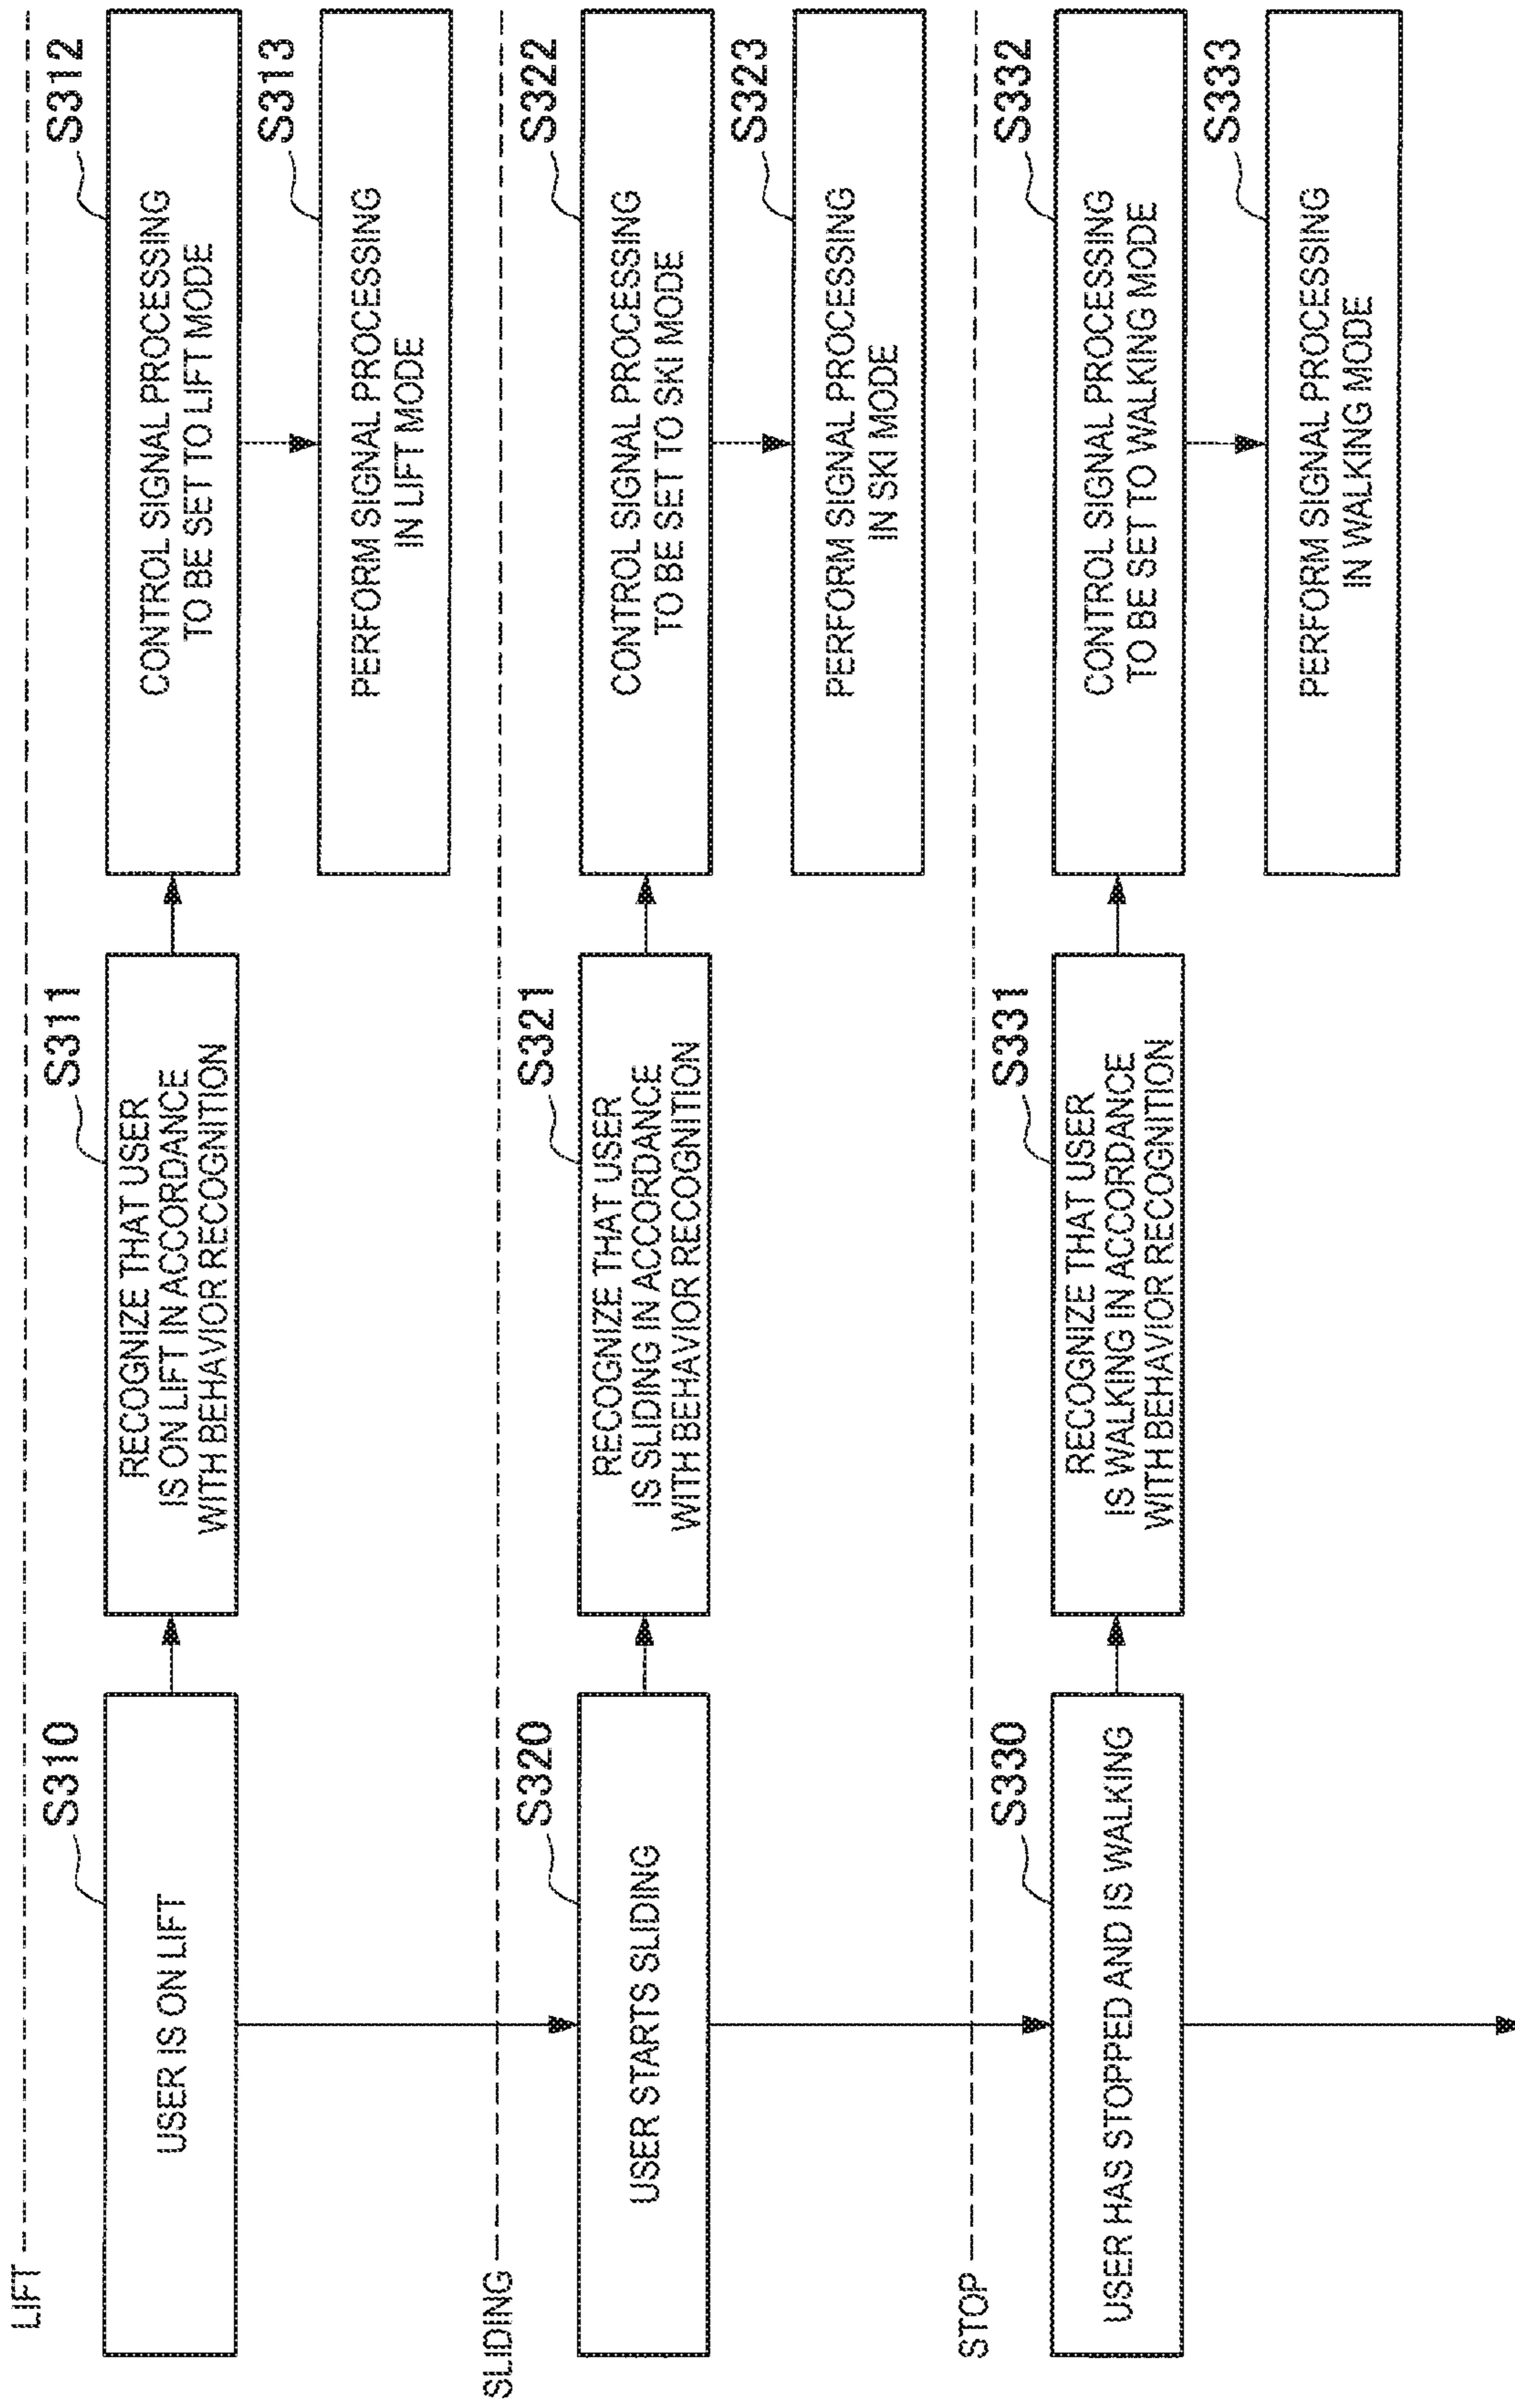 LIFT
S310
USER IS ON LIFT
S311
RECOGNIZE THAT USER
IS ON LIFT IN ACCORDANCE
WITH BEHAVIOR RECOGNITION
S312
CONTROL SIGNAL PROCESSING
TO BE SET TO LIFT MODE
S313
PERFORM SIGNAL PROCESSING
IN LIFT MODE
SLIDING
S320
USER STARTS SLIDING
S321
RECOGNIZE THAT USER
IS SLIDING IN ACCORDANCE
WITH BEHAVIOR RECOGNITION
S322
CONTROL SIGNAL PROCESSING
TO BE SET TO SKI MODE
S323
PERFORM SIGNAL PROCESSING
IN SKI MODE
STOP
S330
USER HAS STOPPED AND IS WALKING
S331
RECOGNIZE THAT USER
IS WALKING IN ACCORDANCE
WITH BEHAVIOR RECOGNITION
S332
CONTROL SIGNAL PROCESSING
TO BE SET TO WALKING MODE
S333
PERFORM SIGNAL PROCESSING
IN WALKING MODE